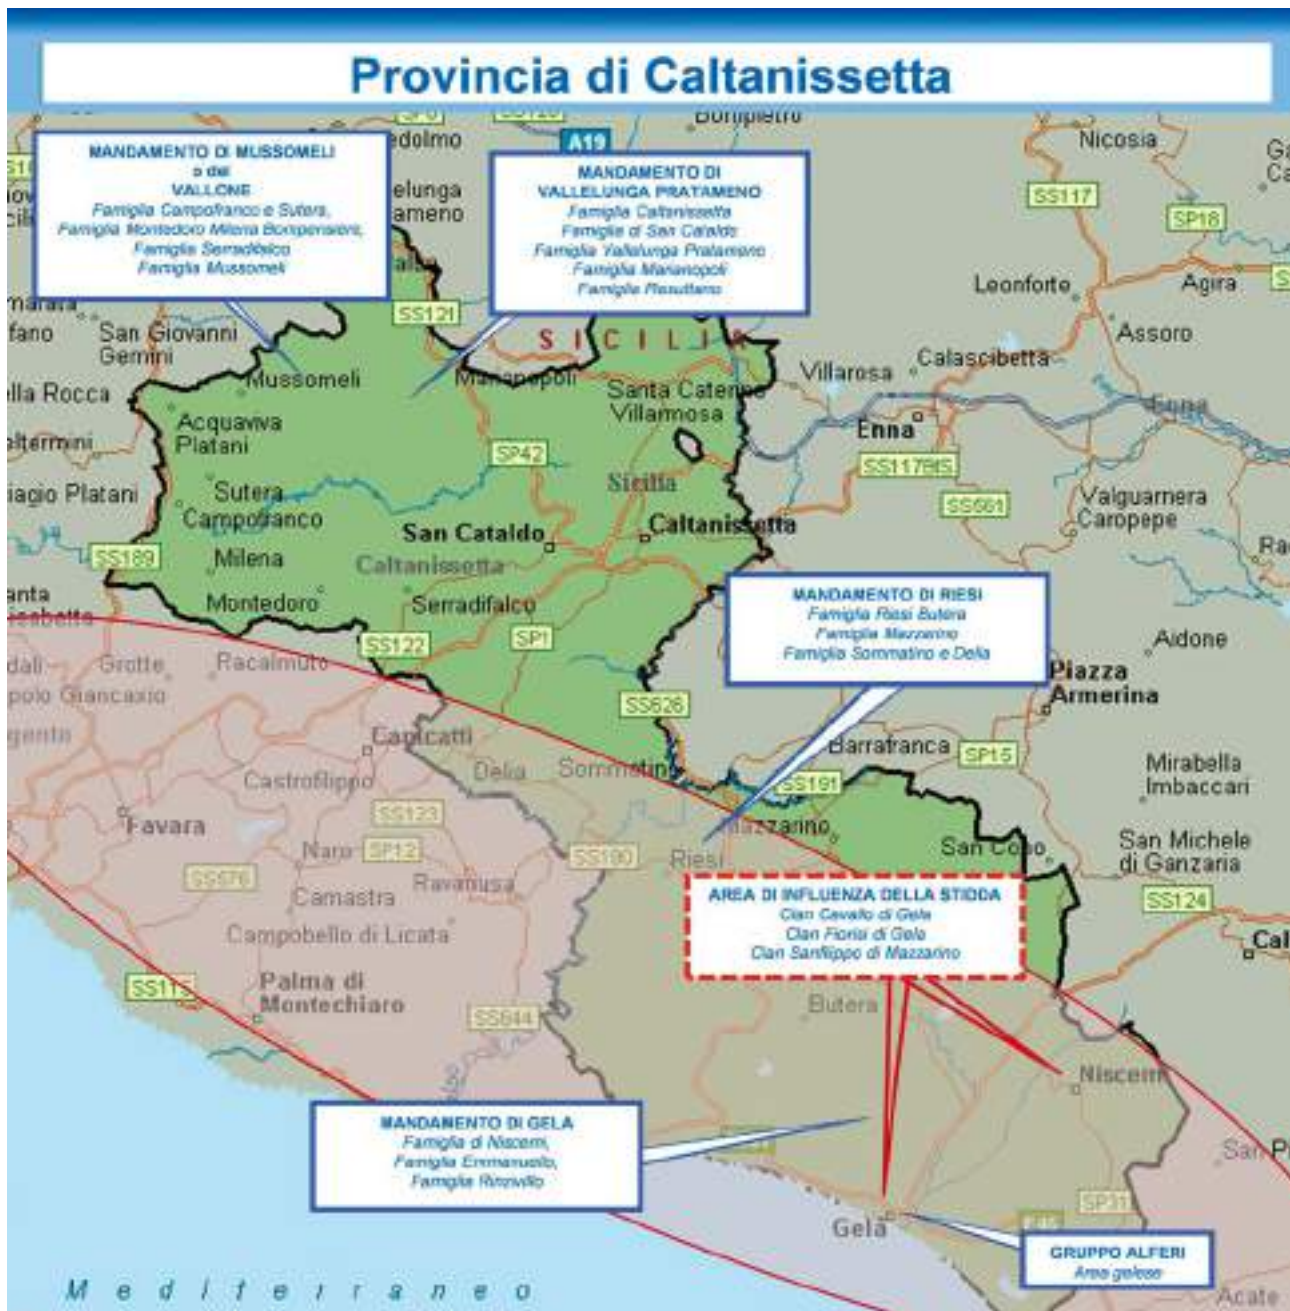 Provincia di Caltanissetta
MANDAMENTO DI MUSSOMELI
o del
VALLONE
Famiglia Campofranco e Sutera,
Famiglia Montedoro Milena Bompensiere,
Famiglia Serradifalco
Famiglia Mussomeli
MANDAMENTO DI
VALLELUNGA PRATAMENO
Famiglia Caltanissetta
Famiglia di San Cataldo
Famiglia Vallelunga Pratameno
Famiglia Marianopoli
Famiglia Resuttano
A19
Nicosia
SS117
SP18
Leonforte
Agira
Assoro
SS121
SICILIA
San Giovanni
Gemini
Mussomeli
Marianopoli
Villarosa
Calascibetta
Santa Caterina
Villarmosa
Enna
Enna
Acquaviva
Platani
SP42
SS117BIS
SS561
Sicilia
Sutera
Campofranco
Valguarnera
Caropepe
San Cataldo
Caltanissetta
SS189
Milena
Caltanissetta
Montedoro
Serradifalco
SS122
SP1
MANDAMENTO DI RIESI
Famiglia Riesi Butera
Famiglia Mazzarino
Famiglia Sommatino e Delia
Aidone
Grotte
Racalmuto
Piazza
Armerina
SS626
Canicatti
Barrafranca
SP15
Castrofilippo
Delia
Sommatino
SS191
Mirabella
Imbaccari
Favara
SS123
Mazzarino
San Cono
San Michele
di Ganzaria
Naro
SP12
SS190
Riesi
SS576
Camastra
Ravanusa
SS124
AREA DI INFLUENZA DELLA STIDDA
Clan Cavallo di Gela
Clan Fiorisi di Gela
Clan Sanfilippo di Mazzarino
Campobello di Licata
SS115
Palma di
Montechiaro
SS644
Butera
Niscemi
MANDAMENTO DI GELA
Famiglia di Niscemi,
Famiglia Emmanuello,
Famiglia Rinzivillo
SP31
Gela
GRUPPO ALFERI
Area gelese
Mediterraneo
Acate